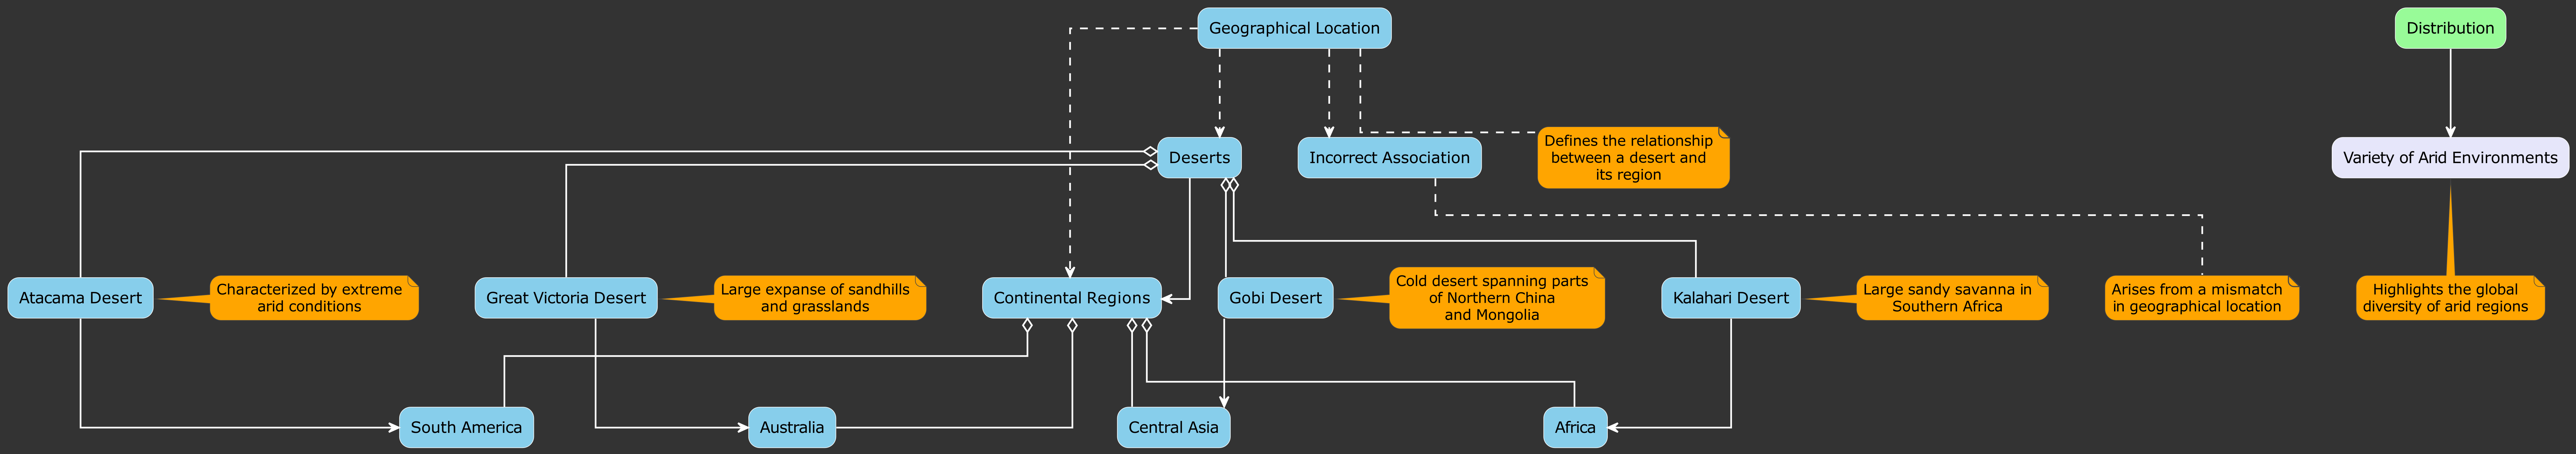 Geographical Location
Distribution
Deserts
Incorrect Association
Defines the relationship
between a desert and
its region
Variety of Arid Environments
Atacama Desert
Characterized by extreme
arid conditions
Great Victoria Desert
Large expanse of sandhills
and grasslands
Continental Regions
Gobi Desert
Cold desert spanning parts
of Northern China
and Mongolia
Kalahari Desert
Large sandy savanna in
Southern Africa
Arises from a mismatch
in geographical location
Highlights the global
diversity of arid regions
South America
Australia
Central Asia
Africa